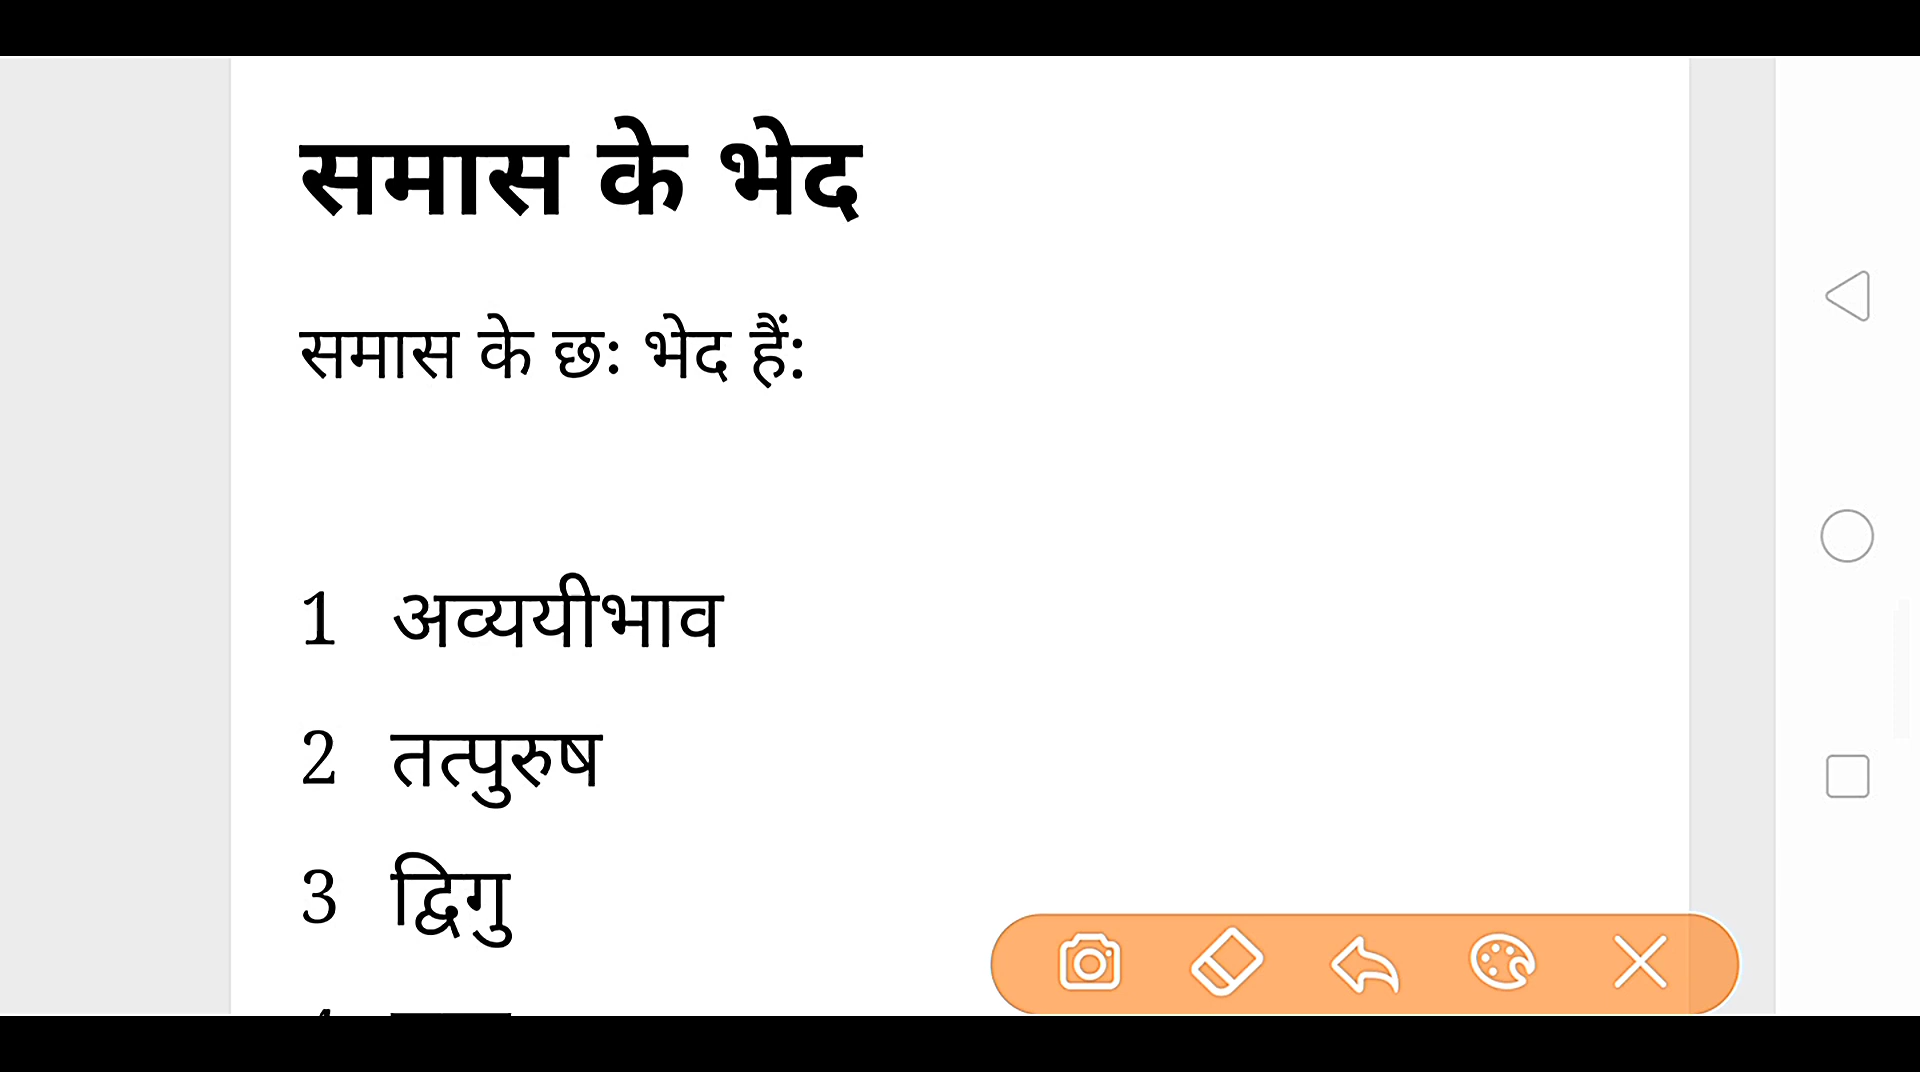 समास के भेद
समास के छः भेद हैं:
1 अव्ययीभाव
2 तत्पुरुष
3 द्विगु